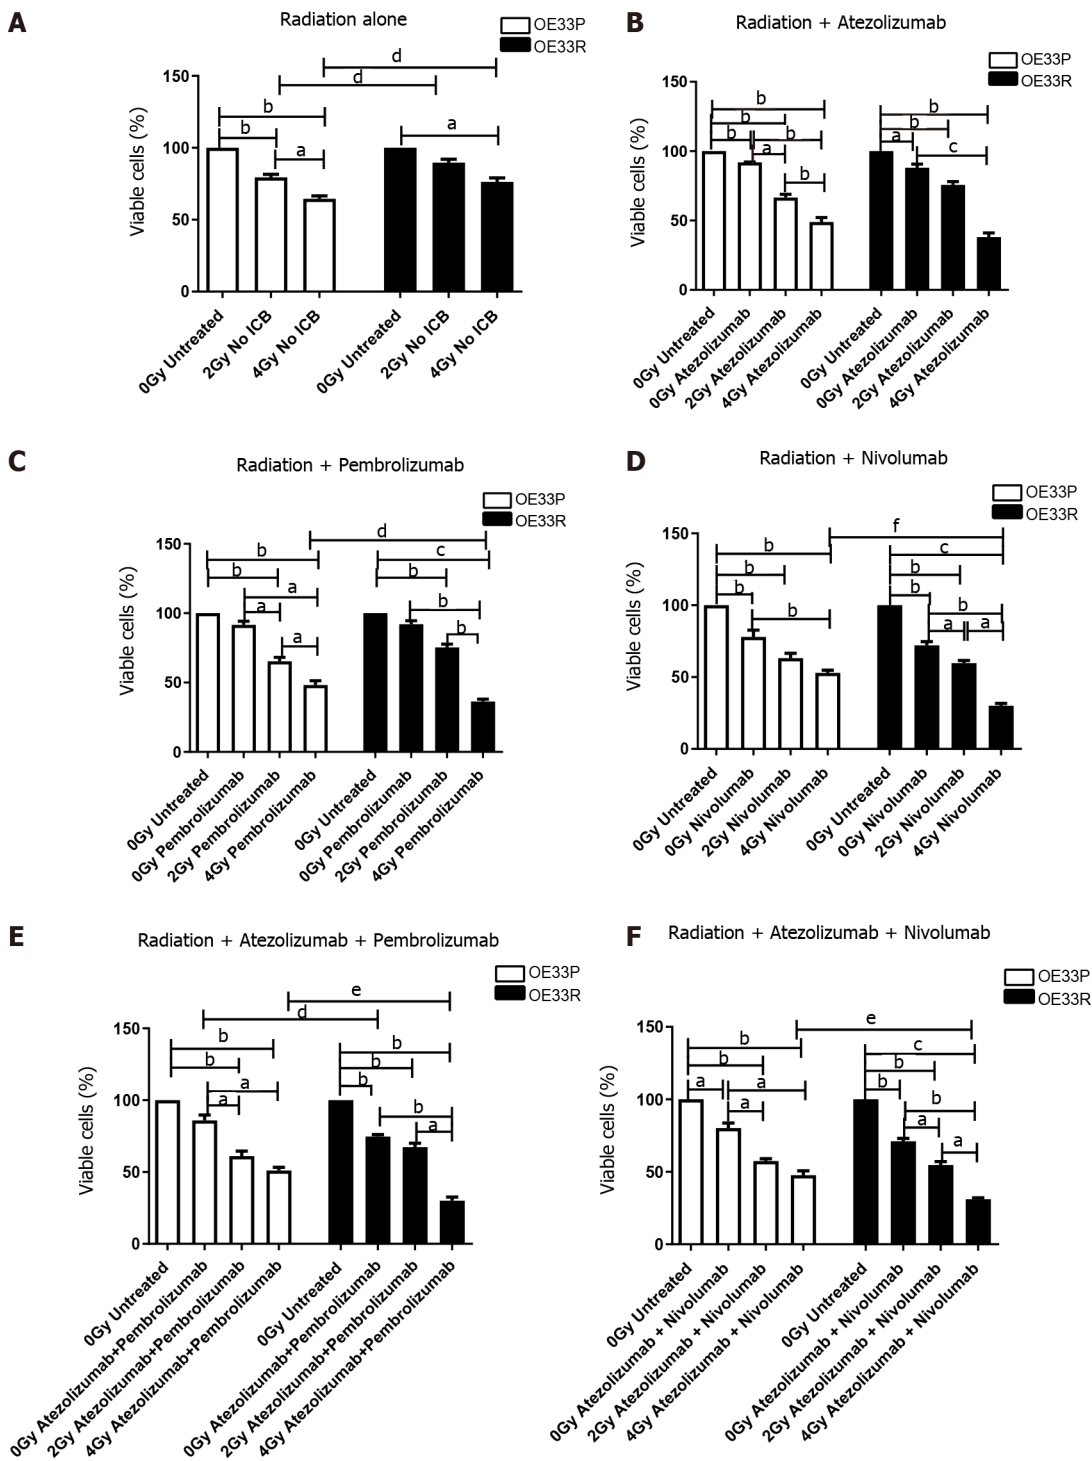 A
Radiation alone
OE33P
OE33R
d
d
b
b
a
a
Viable cells (%)
150
100
50
0
0Gy Untreated
2Gy No ICB
4Gy No ICB
0Gy Untreated
2Gy No ICB
4Gy No ICB
B
Radiation + Atezolizumab
OE33P
OE33R
b
b
b
b
a
b
b
b
a
c
Viable cells (%)
150
100
50
0
0Gy Untreated
0Gy Atezolizumab
2Gy Atezolizumab
4Gy Atezolizumab
0Gy Untreated
0Gy Atezolizumab
2Gy Atezolizumab
4Gy Atezolizumab
C
Radiation + Pembrolizumab
OE33P
OE33R
d
b
c
b
b
a
a
b
a
b
Viable cells (%)
150
100
50
0
0Gy Untreated
0Gy Pembrolizumab
2Gy Pembrolizumab
4Gy Pembrolizumab
0Gy Untreated
0Gy Pembrolizumab
2Gy Pembrolizumab
4Gy Pembrolizumab
D
Radiation + Nivolumab
OE33P
OE33R
f
b
c
b
b
b
b
b
b
a
a
Viable cells (%)
150
100
50
0
0Gy Untreated
0Gy Nivolumab
2Gy Nivolumab
4Gy Nivolumab
0Gy Untreated
0Gy Nivolumab
2Gy Nivolumab
4Gy Nivolumab
E
Radiation + Atezolizumab + Pembrolizumab
OE33P
OE33R
e
d
b
b
b
b
a
b
a
b
a
Viable cells (%)
150
100
50
0
0Gy Untreated
0Gy Atezolizumab+Pembrolizumab
2Gy Atezolizumab+Pembrolizumab
4Gy Atezolizumab+Pembrolizumab
0Gy Untreated
0Gy Atezolizumab+Pembrolizumab
2Gy Atezolizumab+Pembrolizumab
4Gy Atezolizumab+Pembrolizumab
F
Radiation + Atezolizumab + Nivolumab
OE33P
OE33R
e
b
c
b
b
a
a
b
a
b
a
a
Viable cells (%)
150
100
50
0
0Gy Untreated
0Gy Atezolizumab + Nivolumab
2Gy Atezolizumab + Nivolumab
4Gy Atezolizumab + Nivolumab
0Gy Untreated
0Gy Atezolizumab + Nivolumab
2Gy Atezolizumab + Nivolumab
4Gy Atezolizumab + Nivolumab